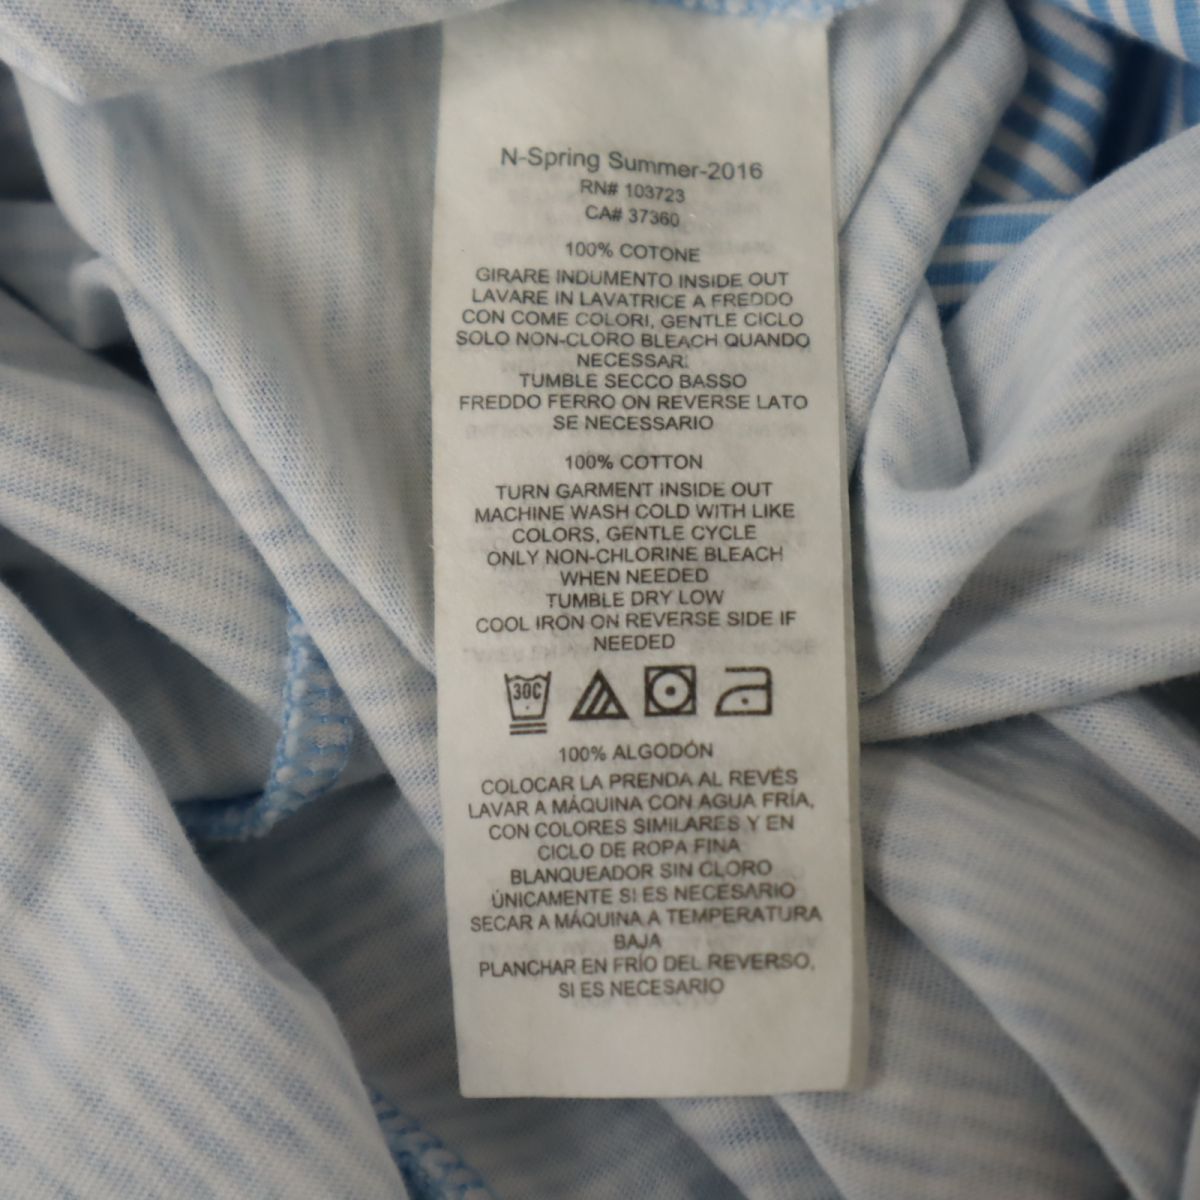 N-Spring Summer-2016
RN# 103723
CA# 37360
100% COTONE
GIRARE INDUMENTO INSIDE OUT
LAVARE IN LAVATRICE A FREDDO
CON COME COLORI, GENTLE CICLO
SOLO NON-CLORO BLEACH QUANDO
NECESSARI
TUMBLE SECCO BASSO
FREDDO FERRO ON REVERSE LATO
SE NECESSARIO
100% COTTON
TURN GARMENT INSIDE OUT
MACHINE WASH COLD WITH LIKE
COLORS, GENTLE CYCLE
ONLY NON-CHLORINE BLEACH
WHEN NEEDED
TUMBLE DRY LOW
COOL IRON ON REVERSE SIDE IF
NEEDED
30C
100% ALGODÓN
COLOCAR LA PRENDA AL REVÉS
LAVAR A MÁQUINA CON AGUA FRÍA,
CON COLORES SIMILARES Y EN
CICLO DE ROPA FINA
BLANQUEADOR SIN CLORO
ÚNICAMENTE SI ES NECESARIO
SECAR A MÁQUINA A TEMPERATURA
BAJA
PLANCHAR EN FRÍO DEL REVERSO,
SI ES NECESARIO